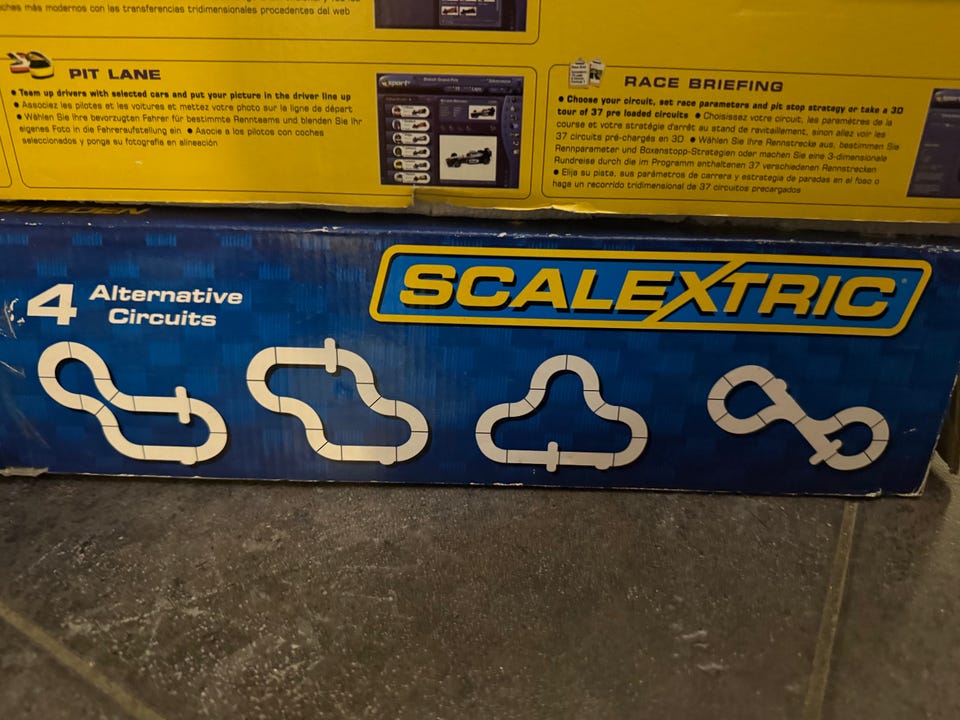 con las transferencias tridimensionales procedentes del web
PIT LANE
• Team up drivers with selected cars and put your picture in the driver line up
• Associez les pilotes et les voitures et mettez votre photo sur la ligne de départ
• Wählen Sie Ihre bevorzugten Fahrer für bestimmte Rennteams und blenden Sie Ihr
eigenes Foto in die Fahreraufstellung ein • Asocie a los pilotos con coches
seleccionados y ponga su fotografía en alineación
sport
RACE BRIEFING
• Choose your circuit, set race parameters and pit stop strategy or take a 3D
tour of 37 pre loaded circuits • Choisissez votre circuit, les paramètres de la
course et votre stratégie d'arrêt au stand de ravitaillement, sinon allez voir les
37 circuits pré-chargés en 3D • Wählen Sie Ihre Rennstrecke aus, bestimmen Sie
Rennparameter und Boxenstopp-Strategien oder machen Sie eine 3-dimensionale
Rundreise durch die im Programm enthaltenen 37 verschiedenen Rennstrecken
• Elija su pista, sus parámetros de carrera y estrategia de paradas en el foso o
haga un recorrido tridimensional de 37 circuitos precargados
4 Alternative
Circuits
SCALEXTRIC